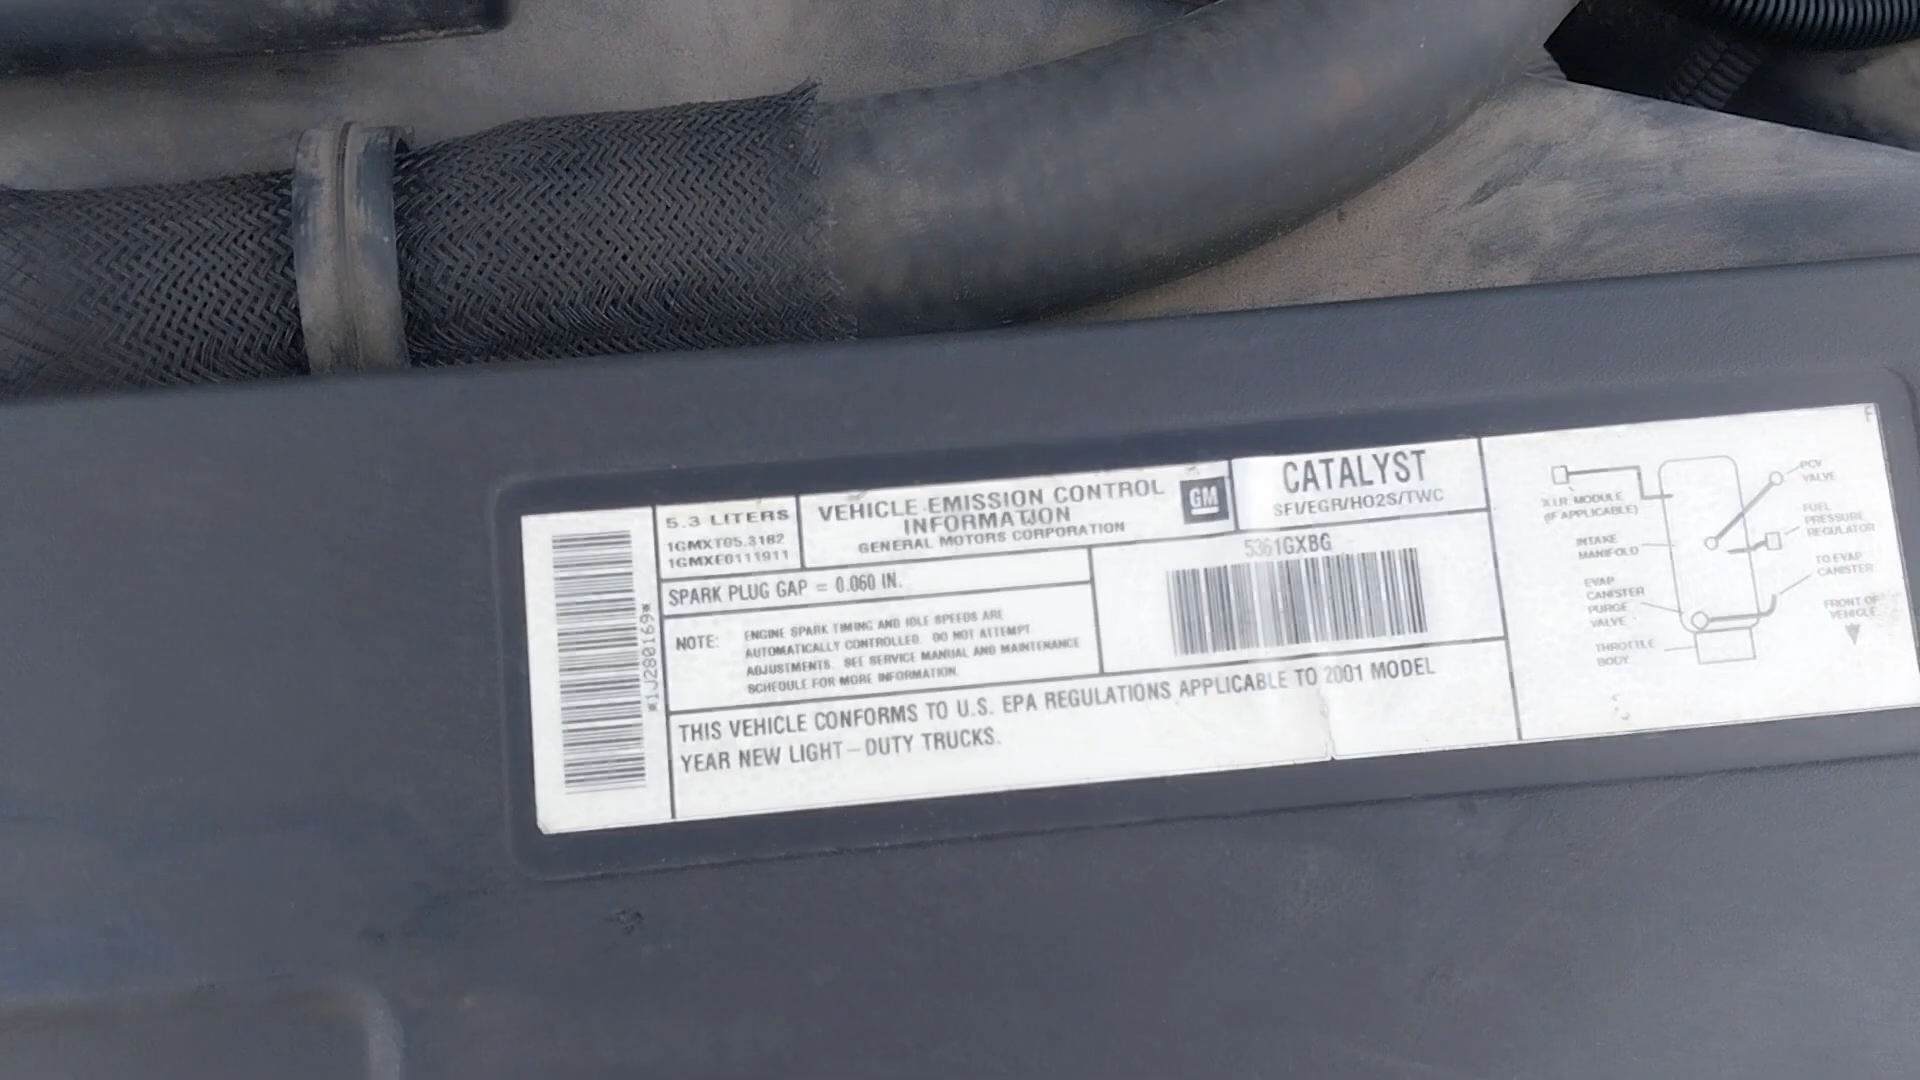 *1J280169*
5.3 LITERS
1GMXT05.3182
1GMXE0111911
VEHICLE EMISSION CONTROL
INFORMATION
GENERAL MOTORS CORPORATION
GM
CATALYST
SFI/EGR/HO2S/TWC
SPARK PLUG GAP = 0.060 IN.
5361GXBG
NOTE:
ENGINE SPARK TIMING AND IDLE SPEEDS ARE
AUTOMATICALLY CONTROLLED. DO NOT ATTEMPT
ADJUSTMENTS. SEE SERVICE MANUAL AND MAINTENANCE
SCHEDULE FOR MORE INFORMATION.
THIS VEHICLE CONFORMS TO U.S. EPA REGULATIONS APPLICABLE TO 2001 MODEL
YEAR NEW LIGHT-DUTY TRUCKS.
F
PCV
VALVE
MODULE
(IF APPLICABLE)
FUEL
PRESSURE
REGULATOR
INTAKE
MANIFOLD
TO EVAP
CANISTER
EVAP
CANISTER
PURGE
VALVE
FRONT OF
VEHICLE
THROTTLE
BODY